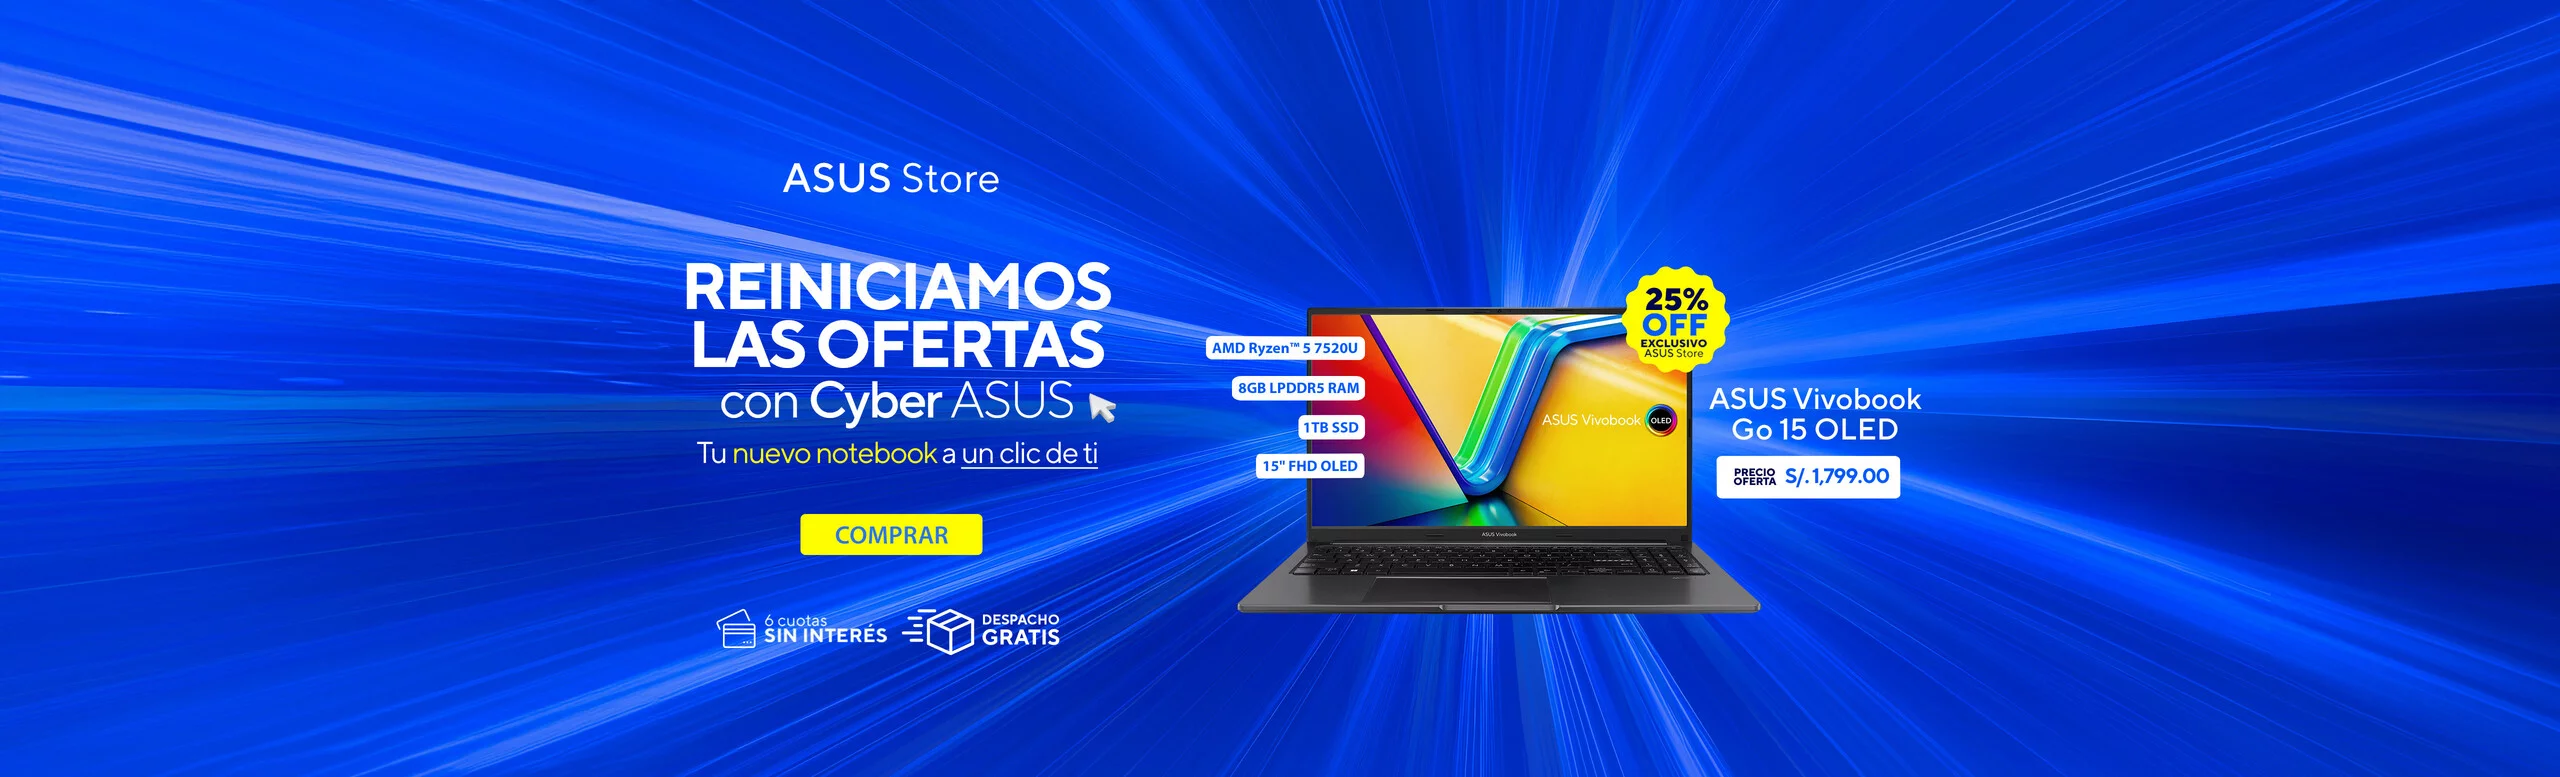 ASUS Store
REINICIAMOS
LAS OFERTAS
con Cyber ASUS
Tu nuevo notebook a un clic de ti
COMPRAR
6 cuotas
SIN INTERÉS
DESPACHO
GRATIS
AMD Ryzen™ 5 7520U
8GB LPDDR5 RAM
1TB SSD
15" FHD OLED
ASUS Vivobook OLED
ASUS Vivobook
25%
OFF
EXCLUSIVO
ASUS Store
ASUS Vivobook
Go 15 OLED
PRECIO
OFERTA
S/.1,799.00